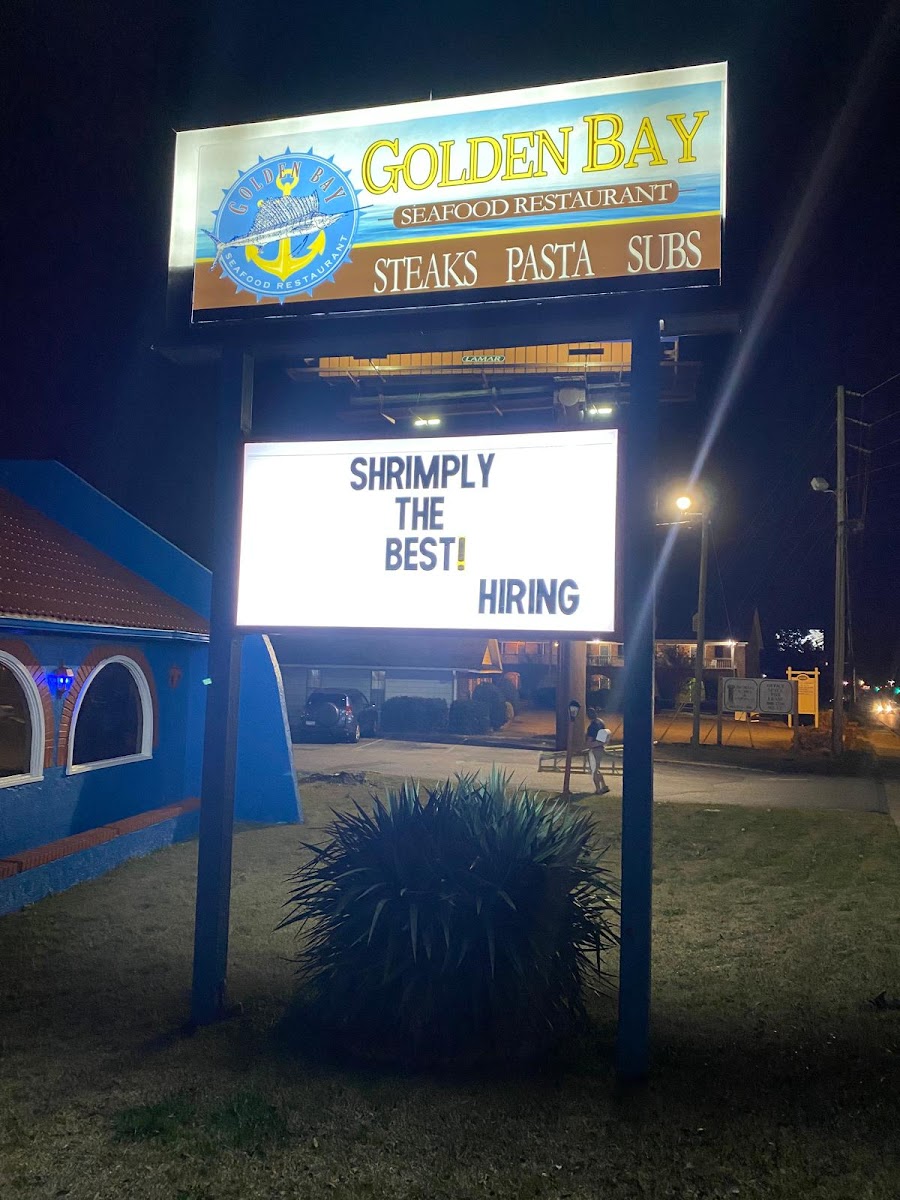 GOLDEN BAY
SEAFOOD RESTAURANT
GOLDEN BAY
SEAFOOD RESTAURANT
STEAKS PASTA SUBS
LAMAR
SHRIMPLY
THE
BEST!
HIRING